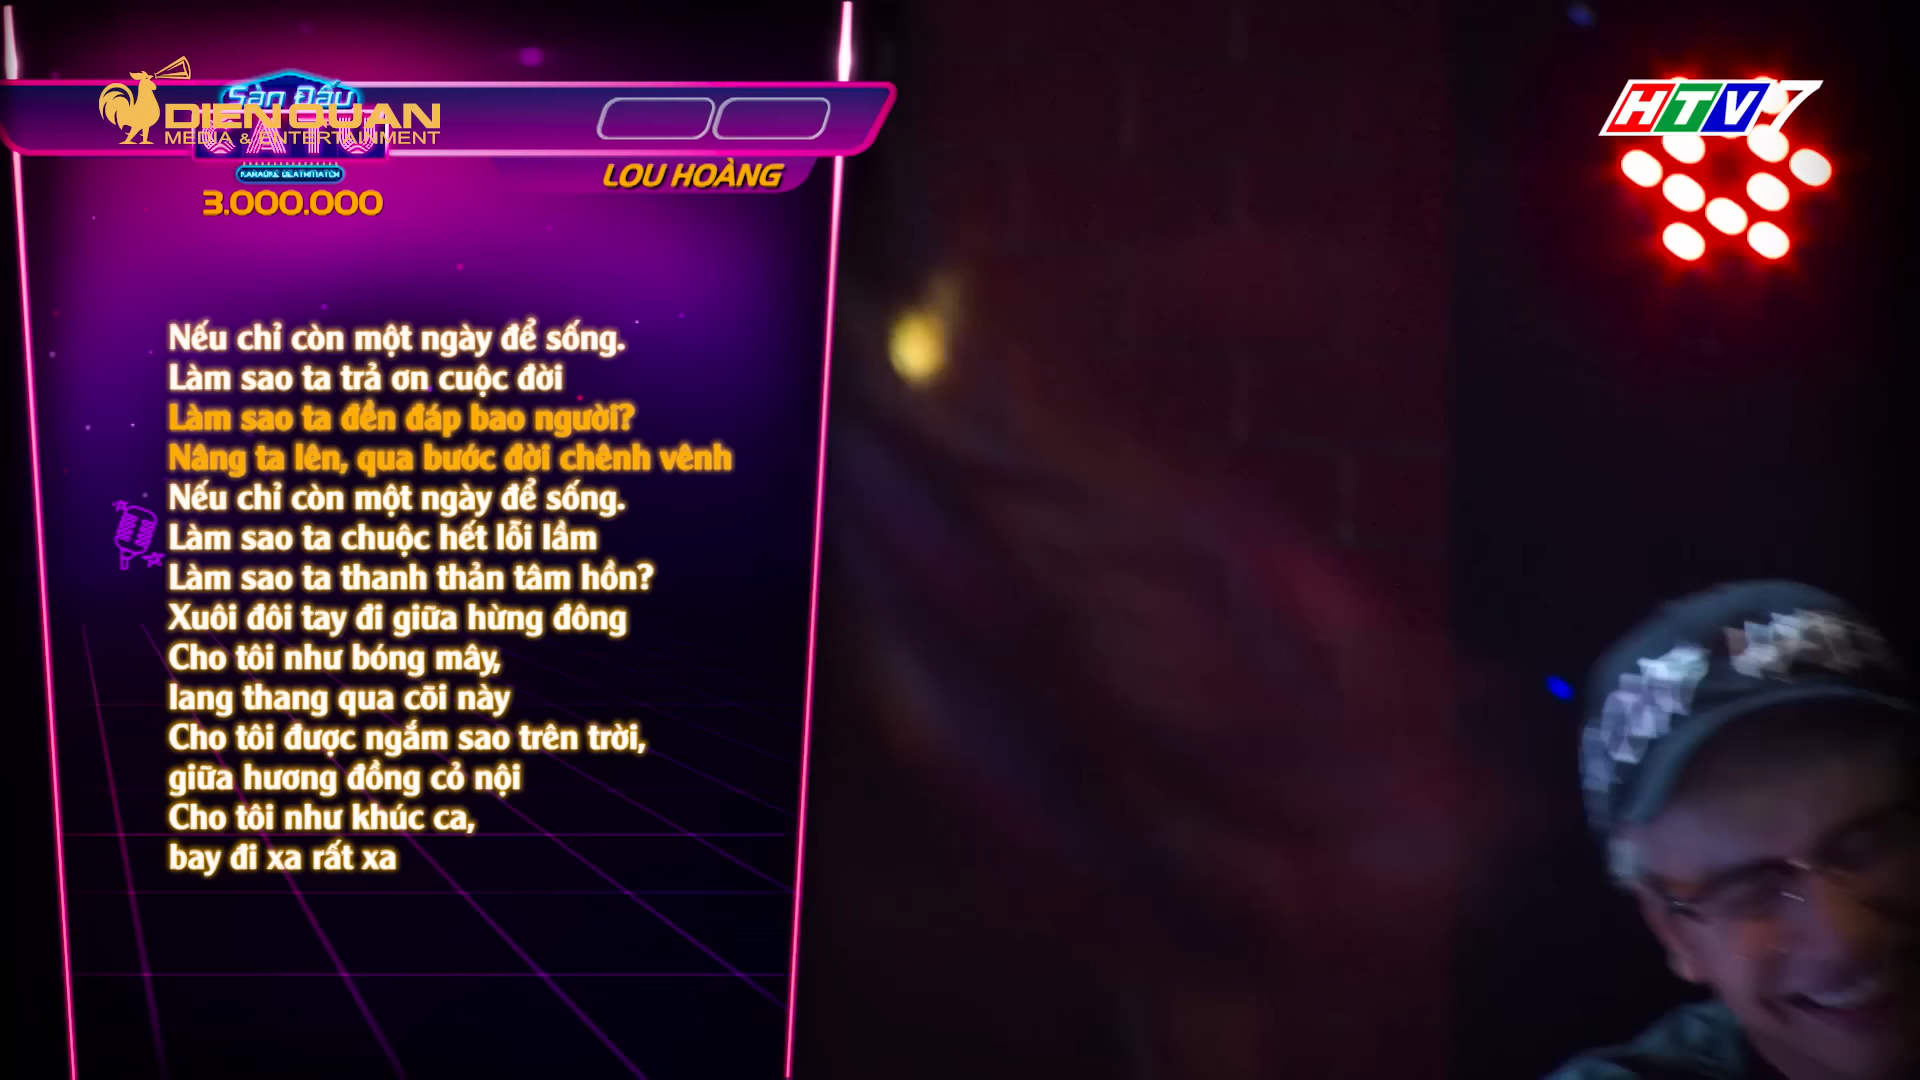 Sàn Đấu
CA TỪ
DIENQUAN
MEDIA & ENTERTAINMENT
KARAOKE DEATHMATCH
3.000.000
LOU HOÀNG
HTV7
Nếu chỉ còn một ngày để sống.
Làm sao ta trả ơn cuộc đời
Làm sao ta đền đáp bao người?
Nâng ta lên, qua bước đời chênh vênh
Nếu chỉ còn một ngày để sống.
Làm sao ta chuộc hết lỗi lầm
Làm sao ta thanh thản tâm hồn?
Xuôi đôi tay đi giữa hừng đông
Cho tôi như bóng mây,
lang thang qua cõi này
Cho tôi được ngắm sao trên trời,
giữa hương đồng cỏ nội
Cho tôi như khúc ca,
bay đi xa rất xa